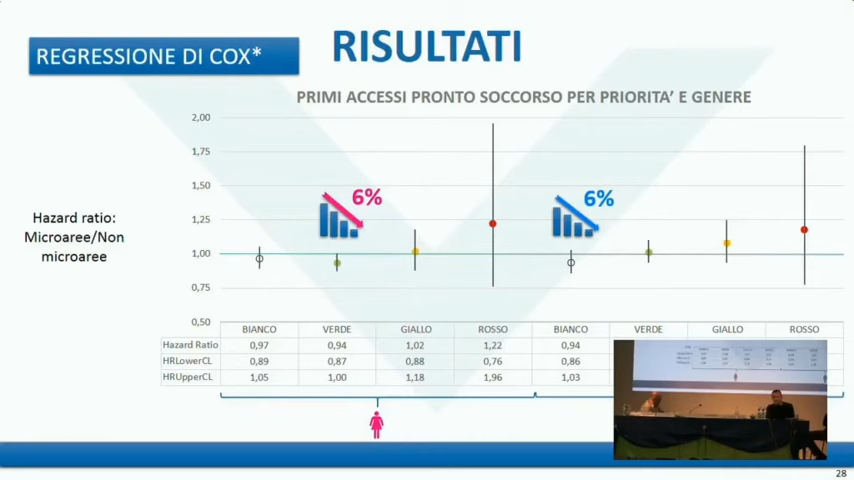 REGRESSIONE DI COX*
RISULTATI
PRIMI ACCESSI PRONTO SOCCORSO PER PRIORITA' E GENERE
Hazard ratio:
Microaree/Non
microaree
2,00
1,75
1,50
1,25
1,00
0,75
0,50
6%
6%
BIANCO VERDE GIALLO ROSSO BIANCO VERDE GIALLO ROSSO
Hazard Ratio 0,97 0,94 1,02 1,22 0,94
HRLowerCL 0,89 0,87 0,88 0,76 0,86
HRUpperCL 1,05 1,00 1,18 1,96 1,03
28